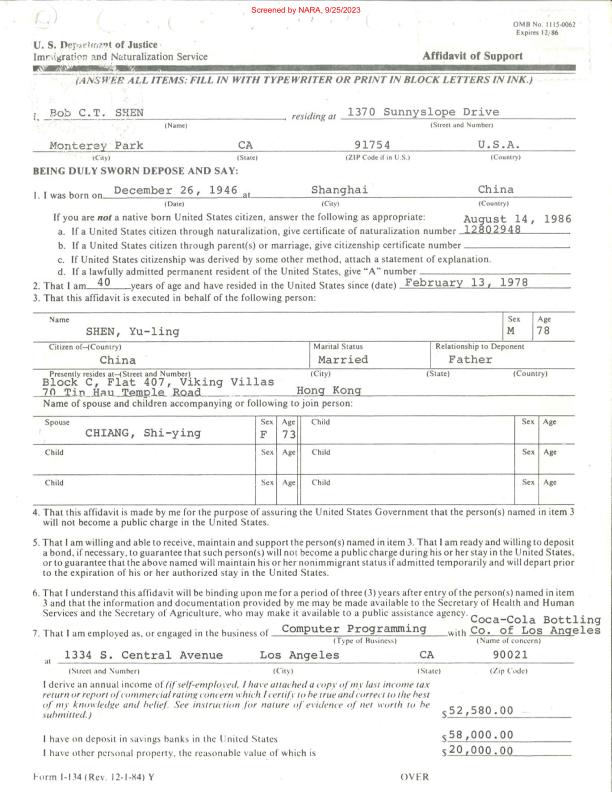 Screened by NARA, 9/25/2023
OMB No. 1115-0062
Expires 12/86
U. S. Department of Justice
Immigration and Naturalization Service
Affidavit of Support
(ANSWER ALL ITEMS: FILL IN WITH TYPEWRITER OR PRINT IN BLOCK LETTERS IN INK.)
I, Bob C.T. SHEN, residing at 1370 Sunnyslope Drive
(Name) (Street and Number)
Monterey Park CA 91754 U.S.A.
(City) (State) (ZIP Code if in U.S.) (Country)
BEING DULY SWORN DEPOSE AND SAY:
1. I was born on December 26, 1946 at Shanghai China
(Date) (City) (Country)
If you are not a native born United States citizen, answer the following as appropriate: August 14, 1986
a. If a United States citizen through naturalization, give certificate of naturalization number 12802948
b. If a United States citizen through parent(s) or marriage, give citizenship certificate number
c. If United States citizenship was derived by some other method, attach a statement of explanation.
d. If a lawfully admitted permanent resident of the United States, give "A" number
2. That I am 40 years of age and have resided in the United States since (date) February 13, 1978
3. That this affidavit is executed in behalf of the following person:
Name Sex Age
SHEN, Yu-ling M 78
Citizen of--(Country) Marital Status Relationship to Deponent
China Married Father
Presently resides at--(Street and Number) (City) (State) (Country)
Block C, Flat 407, Viking Villas
70 Tin Hau Temple Road Hong Kong
Name of spouse and children accompanying or following to join person:
Spouse Sex Age Child Sex Age
CHIANG, Shi-ying F 73
Child Sex Age Child Sex Age
Child Sex Age Child Sex Age
4. That this affidavit is made by me for the purpose of assuring the United States Government that the person(s) named in item 3
will not become a public charge in the United States.
5. That I am willing and able to receive, maintain and support the person(s) named in item 3. That I am ready and willing to deposit
a bond, if necessary, to guarantee that such person(s) will not become a public charge during his or her stay in the United States,
or to guarantee that the above named will maintain his or her nonimmigrant status if admitted temporarily and will depart prior
to the expiration of his or her authorized stay in the United States.
6. That I understand this affidavit will be binding upon me for a period of three (3) years after entry of the person(s) named in item
3 and that the information and documentation provided by me may be made available to the Secretary of Health and Human
Services and the Secretary of Agriculture, who may make it available to a public assistance agency.
Coca-Cola Bottling
7. That I am employed as, or engaged in the business of Computer Programming with Co. of Los Angeles
(Type of Business) (Name of concern)
at 1334 S. Central Avenue Los Angeles CA 90021
(Street and Number) (City) (State) (Zip Code)
I derive an annual income of (if self-employed, I have attached a copy of my last income tax
return or report of commercial rating concern which I certify to be true and correct to the best
of my knowledge and belief. See instruction for nature of evidence of net worth to be
submitted.) $52,580.00
I have on deposit in savings banks in the United States $58,000.00
I have other personal property, the reasonable value of which is $20,000.00
Form I-134 (Rev. 12-1-84) Y OVER